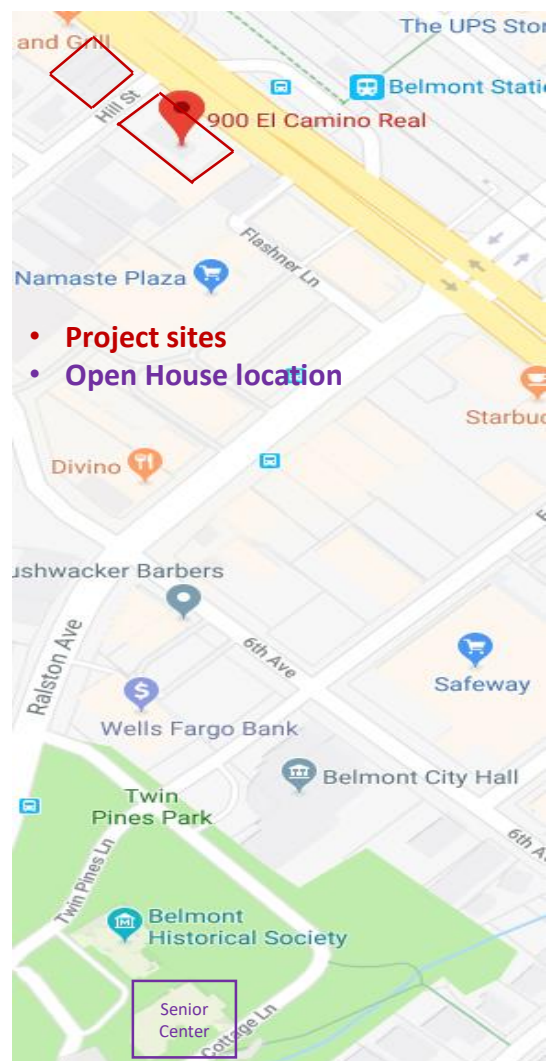 The UPS Stor
and Grill
Belmont Stati
Hill St
900 El Camino Real
Flashner Ln
Namaste Plaza
• Project sites
• Open House location
Starbuc
Divino
ushwacker Barbers
6th Ave
Ralston Ave
Safeway
$
Wells Fargo Bank
Belmont City Hall
Twin
Pines Park
6th A
Twin Pines Ln
M
Belmont
Historical Society
Senior
Center
Cottage Ln